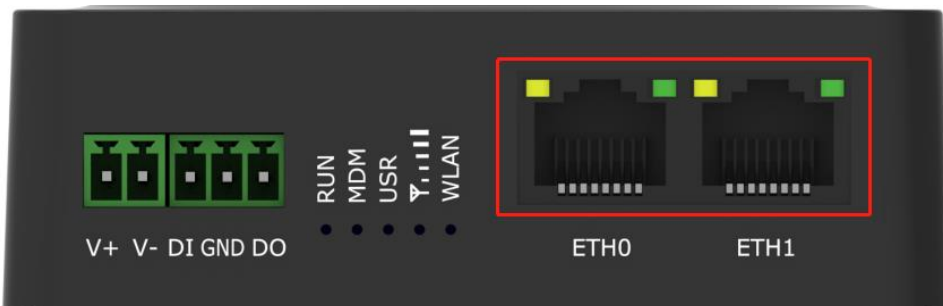 V+ V- DI GND DO
RUN
MDM
USR
WLAN
ETH0
ETH1